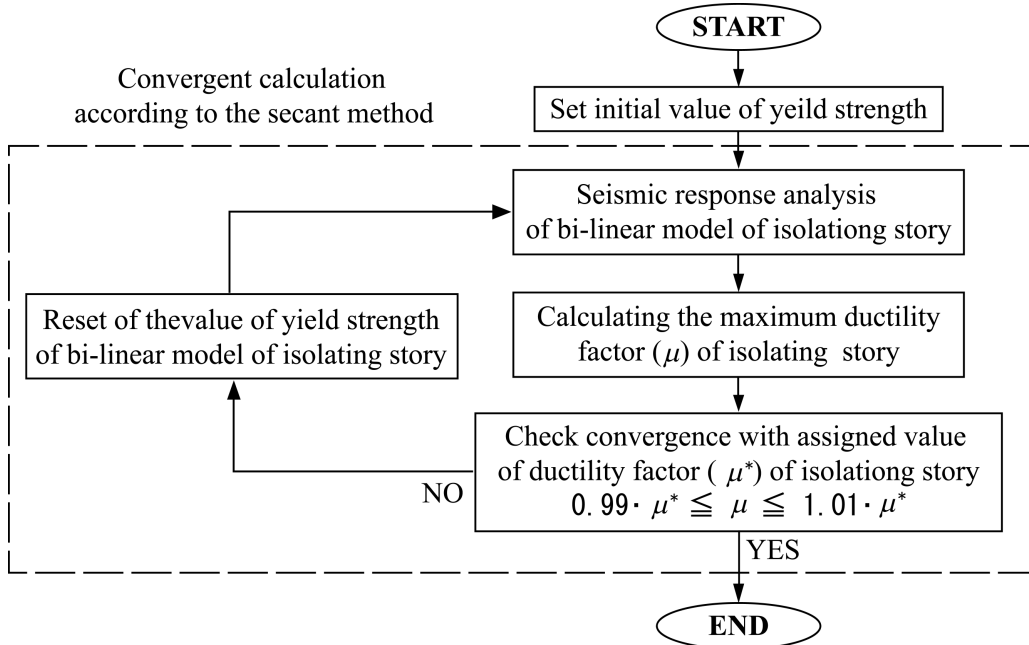 START
Convergent calculation
according to the secant method
Set initial value of yeild strength
Seismic response analysis
of bi-linear model of isolationg story
Reset of thevalue of yield strength
of bi-linear model of isolating story
Calculating the maximum ductility
factor (μ) of isolating story
Check convergence with assigned value
of ductility factor ( μ*) of isolationg story
0.99· μ* ≦ μ ≦ 1.01· μ*
NO
YES
END